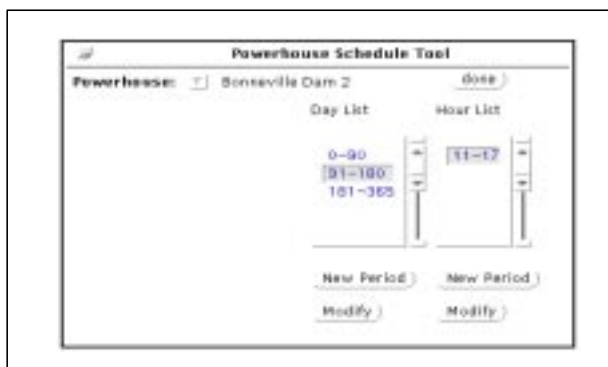 Powerhouse Schedule Tool
Powerhouse: Bonneville Dam 2 done
Day List Hour List
0-90 11-17
91-180
181-365
New Period New Period
Modify Modify